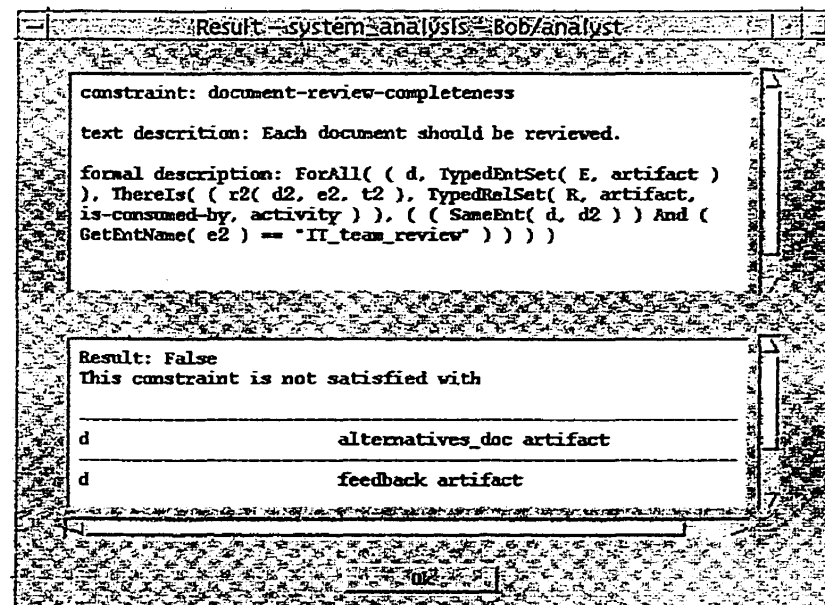 Result - system_analysis - Bob/analyst
constraint: document-review-completeness
text descrition: Each document should be reviewed.
formal description: ForAll( ( d, TypedEntSet( E, artifact )
), ThereIs( ( r2( d2, e2, t2 ), TypedRelSet( R, artifact,
is-consumed-by, activity ) ), ( ( SameEnt( d, d2 ) ) And (
GetEntName( e2 ) == "IT_team_review" ) ) ) )
Result: False
This constraint is not satisfied with
d alternatives_doc artifact
d feedback artifact
OK